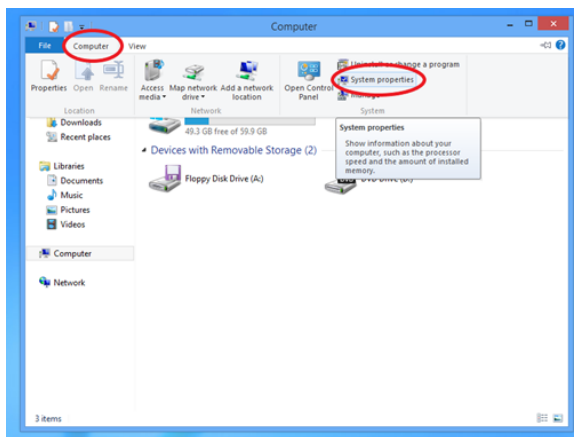 Computer
File Computer View
Uninstall or change a program
System properties
Manage
Properties Open Rename
Access media
Map network drive
Add a network location
Open Control Panel
Location
Network
System
Downloads
Recent places
49.3 GB free of 59.9 GB
System properties
Show information about your
computer, such as the processor
speed and the amount of installed
memory.
Devices with Removable Storage (2)
Libraries
Documents
Music
Pictures
Videos
Floppy Disk Drive (A:)
DVD Drive (D:)
Computer
Network
3 items